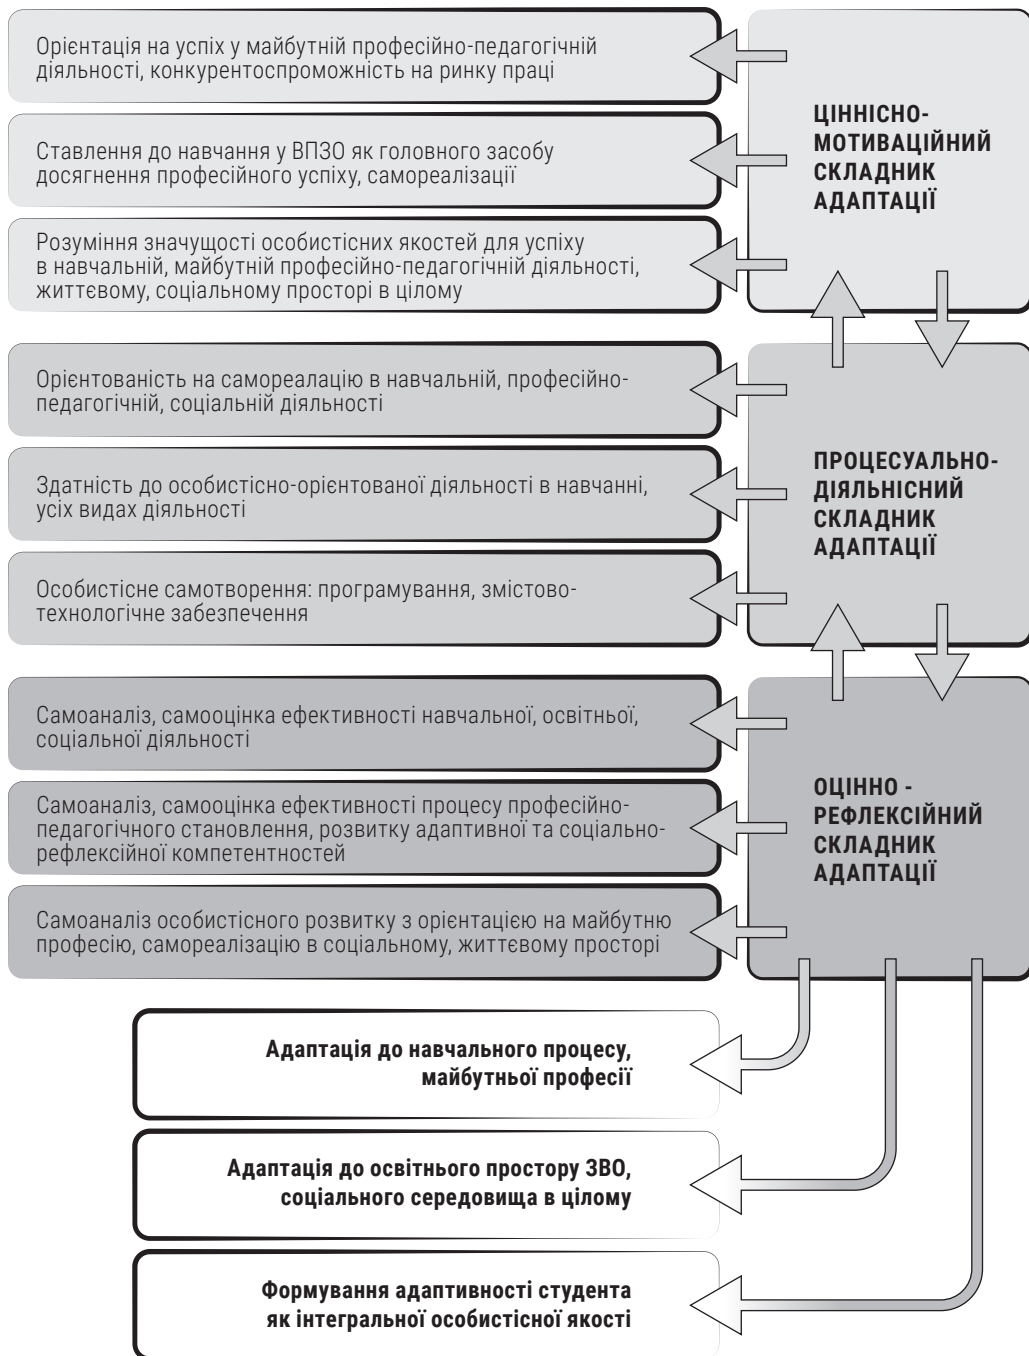 Орієнтація на успіх у майбутній професійно-педагогічній
діяльності, конкурентоспроможність на ринку праці
Ставлення до навчання у ВПЗО як головного засобу
досягнення професійного успіху, самореалізації
Розуміння значущості особистісних якостей для успіху
в навчальній, майбутній професійно-педагогічній діяльності,
життєвому, соціальному просторі в цілому
ЦІННІСНО-
МОТИВАЦІЙНИЙ
СКЛАДНИК
АДАПТАЦІЇ
Орієнтованість на самореалацію в навчальній, професійно-
педагогічній, соціальній діяльності
Здатність до особистісно-орієнтованої діяльності в навчанні,
усіх видах діяльності
Особистісне самотворення: програмування, змістово-
технологічне забезпечення
ПРОЦЕСУАЛЬНО-
ДІЯЛЬНІСНИЙ
СКЛАДНИК
АДАПТАЦІЇ
Самоаналіз, самооцінка ефективності навчальної, освітньої,
соціальної діяльності
Самоаналіз, самооцінка ефективності процесу професійно-
педагогічного становлення, розвитку адаптивної та соціально-
рефлексійної компетентностей
Самоаналіз особистісного розвитку з орієнтацією на майбутню
професію, самореалізацію в соціальному, життєвому просторі
ОЦІННО -
РЕФЛЕКСІЙНИЙ
СКЛАДНИК
АДАПТАЦІЇ
Адаптація до навчального процесу,
майбутньої професії
Адаптація до освітнього простору ЗВО,
соціального середовища в цілому
Формування адаптивності студента
як інтегральної особистісної якості